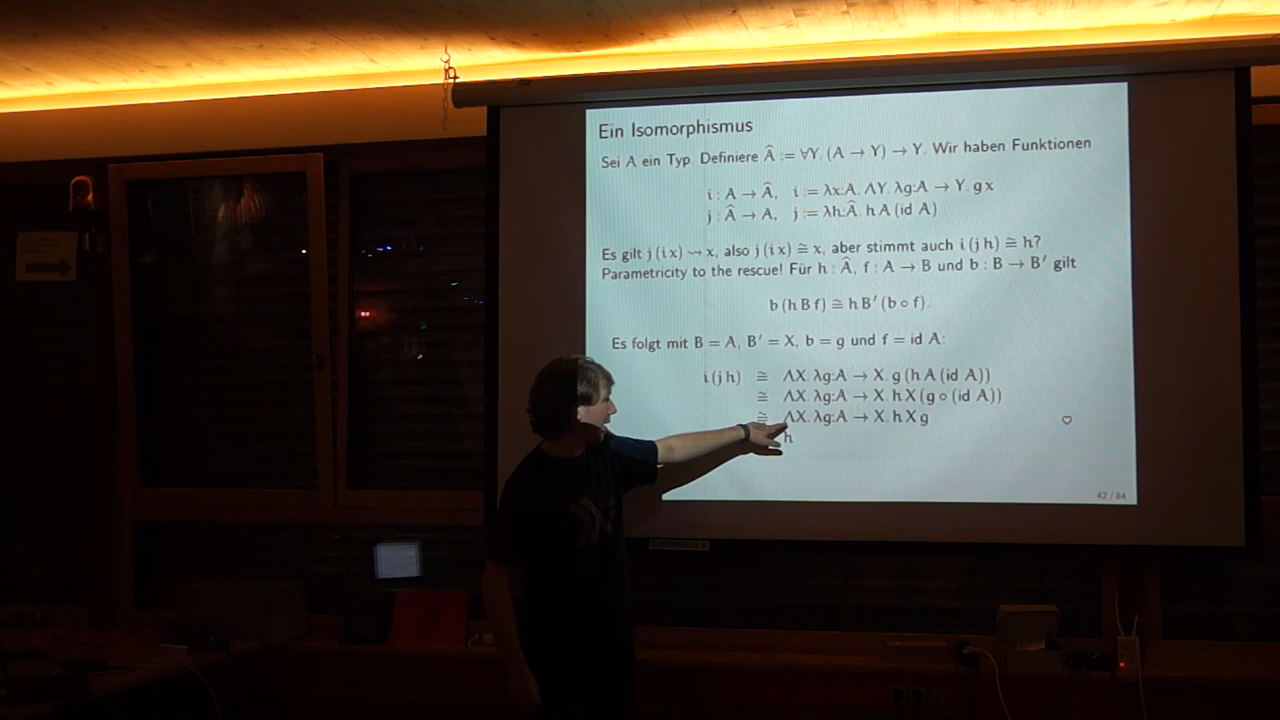 Ein Isomorphismus
Sei A ein Typ. Definiere Â := ∀Y. (A → Y) → Y. Wir haben Funktionen
i : A → Â, i := λx:A. ΛY. λg:A → Y. g x
j : Â → A, j := λh:Â. h A (id A)
Es gilt j (i x) ⇝ x, also j (i x) ≅ x, aber stimmt auch i (j h) ≅ h?
Parametricity to the rescue! Für h : Â, f : A → B und b : B → B′ gilt
b (h B f) ≅ h B′ (b ∘ f).
Es folgt mit B = A, B′ = X, b = g und f = id A:
i (j h) ≅ ΛX. λg:A → X. g (h A (id A))
≅ ΛX. λg:A → X. h X (g ∘ (id A))
≅ ΛX. λg:A → X. h X g
h
42 / 84